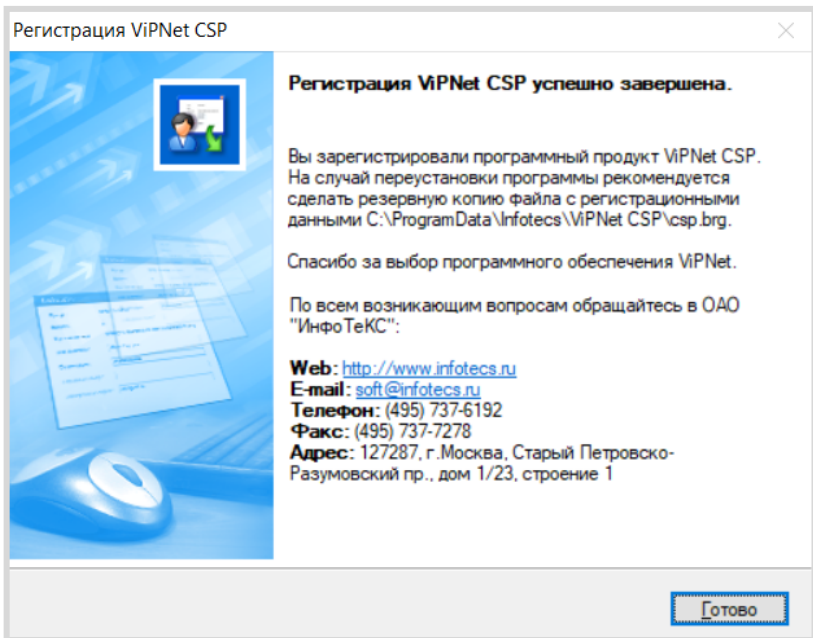 Регистрация ViPNet CSP
Регистрация ViPNet CSP успешно завершена.
Вы зарегистрировали программный продукт ViPNet CSP.
На случай переустановки программы рекомендуется
сделать резервную копию файла с регистрационными
данными C:\ProgramData\Infotecs\ViPNet CSP\csp.brg.
Спасибо за выбор программного обеспечения ViPNet.
По всем возникающим вопросам обращайтесь в ОАО
"ИнфоТеКС":
Web: http://www.infotecs.ru
E-mail: soft@infotecs.ru
Телефон: (495) 737-6192
Факс: (495) 737-7278
Адрес: 127287, г.Москва, Старый Петровско-
Разумовский пр., дом 1/23, строение 1
Готово